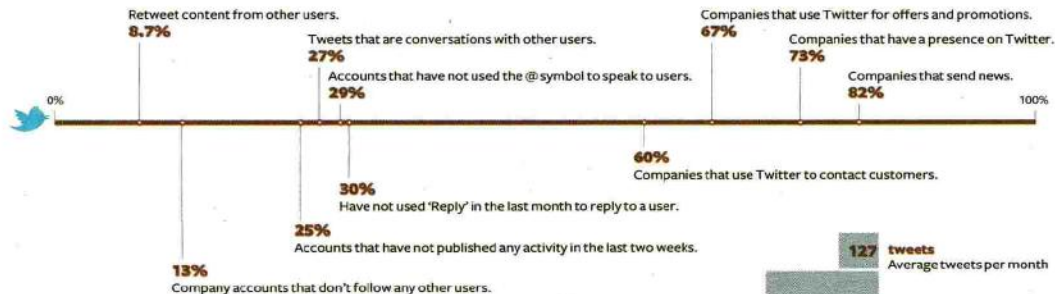 Retweet content from other users.
8.7%
Tweets that are conversations with other users.
27%
Accounts that have not used the @ symbol to speak to users.
29%
Companies that use Twitter for offers and promotions.
67%
Companies that have a presence on Twitter.
73%
Companies that send news.
82%
0%
100%
60%
Companies that use Twitter to contact customers.
30%
Have not used 'Reply' in the last month to reply to a user.
25%
Accounts that have not published any activity in the last two weeks.
13%
Company accounts that don't follow any other users.
127 tweets
Average tweets per month